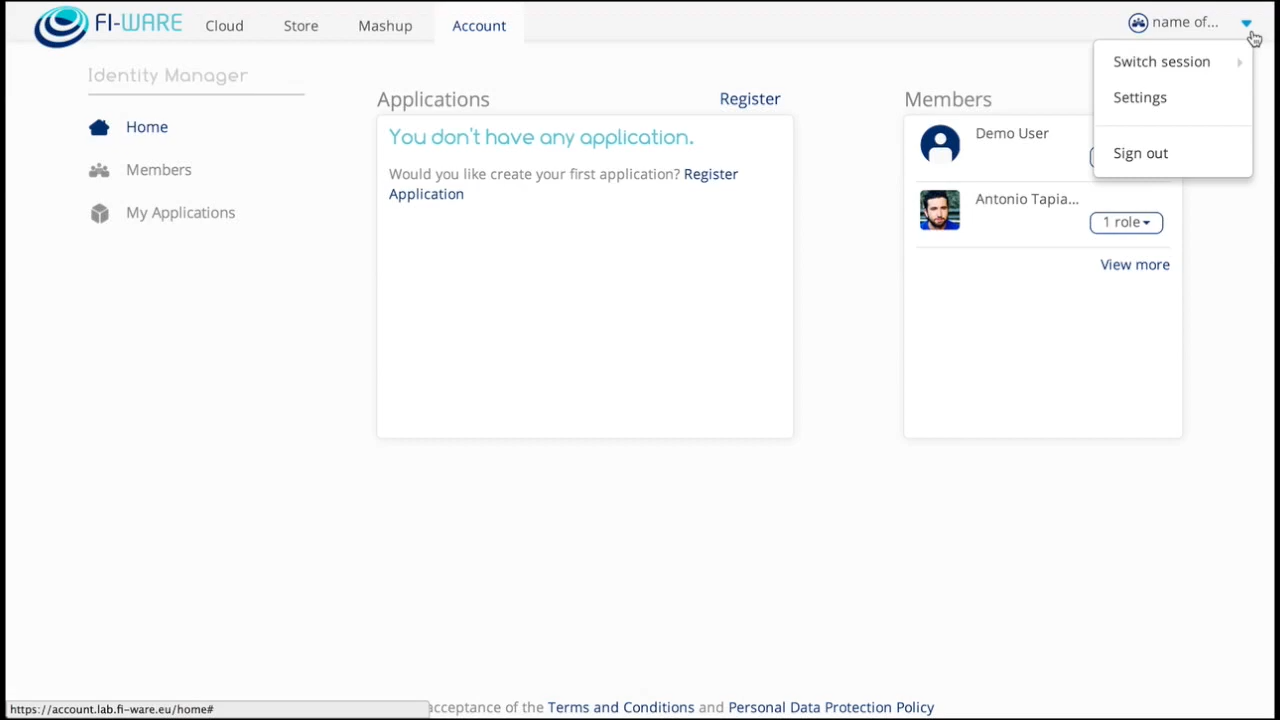 FI-WARE
Cloud
Store
Mashup
Account
name of...
Switch session
Settings
Sign out
Identity Manager
Home
Members
My Applications
Applications
Register
You don't have any application.
Would you like create your first application? Register
Application
Members
Demo User
Antonio Tapia...
1 role
View more
https://account.lab.fi-ware.eu/home#
acceptance of the Terms and Conditions and Personal Data Protection Policy